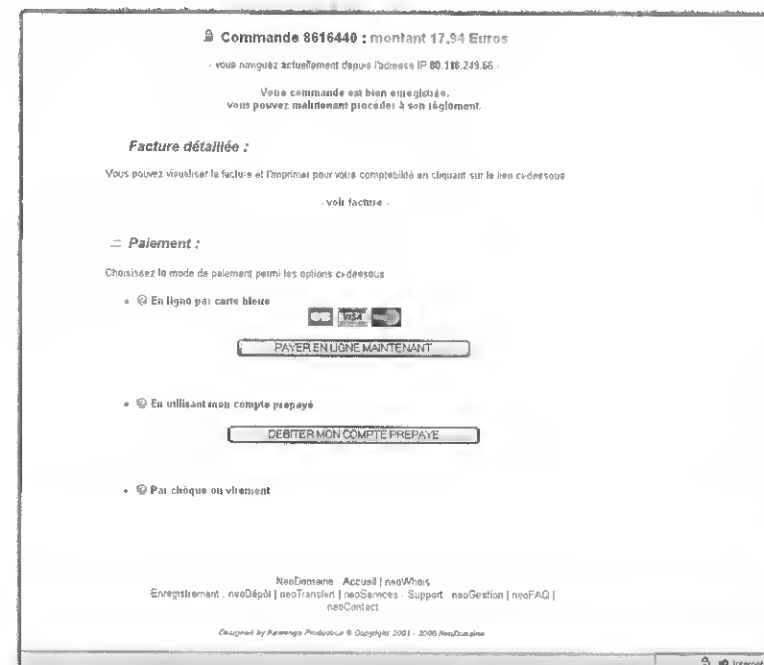 Commande 8616440 : montant 17,94 Euros
- vous naviguez actuellement depuis l'adresse IP 80.118.249.66 -
Votre commande est bien enregistrée,
vous pouvez maintenant procéder à son règlement.
Facture détaillée :
Vous pouvez visualiser la facture et l'imprimer pour votre comptabilité en cliquant sur le lien ci-dessous
- voir facture -
Paiement :
Choisissez le mode de paiement parmi les options ci-dessous
En ligne par carte bleue
CB VISA
PAYER EN LIGNE MAINTENANT
En utilisant mon compte prepayé
DEBITER MON COMPTE PREPAYE
Par chèque ou virement
NeoDomaine : Accueil | neoWhois
Enregistrement : neoDépôt | neoTransfert | neoServices - Support : neoGestion | neoFAQ |
neoContact
Designed by Production © Copyright 2001 - 2006 NeoDomaine
Internet